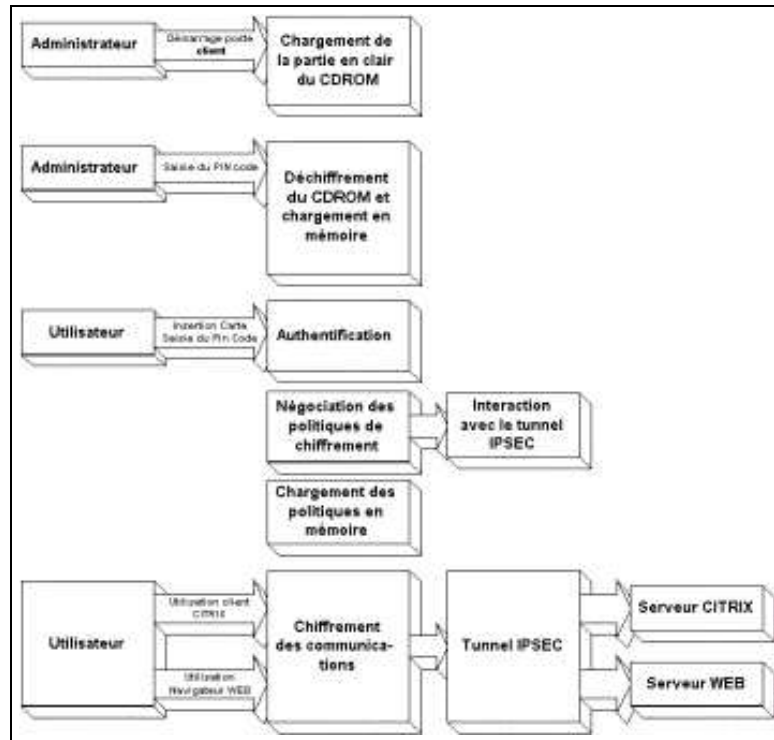 Administrateur
Démarrage poste
client
Chargement de
la partie en clair
du CDROM
Administrateur
Saisie du PIN code
Déchiffrement
du CDROM et
chargement en
mémoire
Utilisateur
Insertion Carte
Saisie du Pin Code
Authentification
Négociation des
politiques de
chiffrement
Interaction
avec le tunnel
IPSEC
Chargement des
politiques en
mémoire
Utilisateur
Utilisation client
CITRIX
Utilisation
Navigateur WEB
Chiffrement
des communica-
tions
Tunnel IPSEC
Serveur CITRIX
Serveur WEB